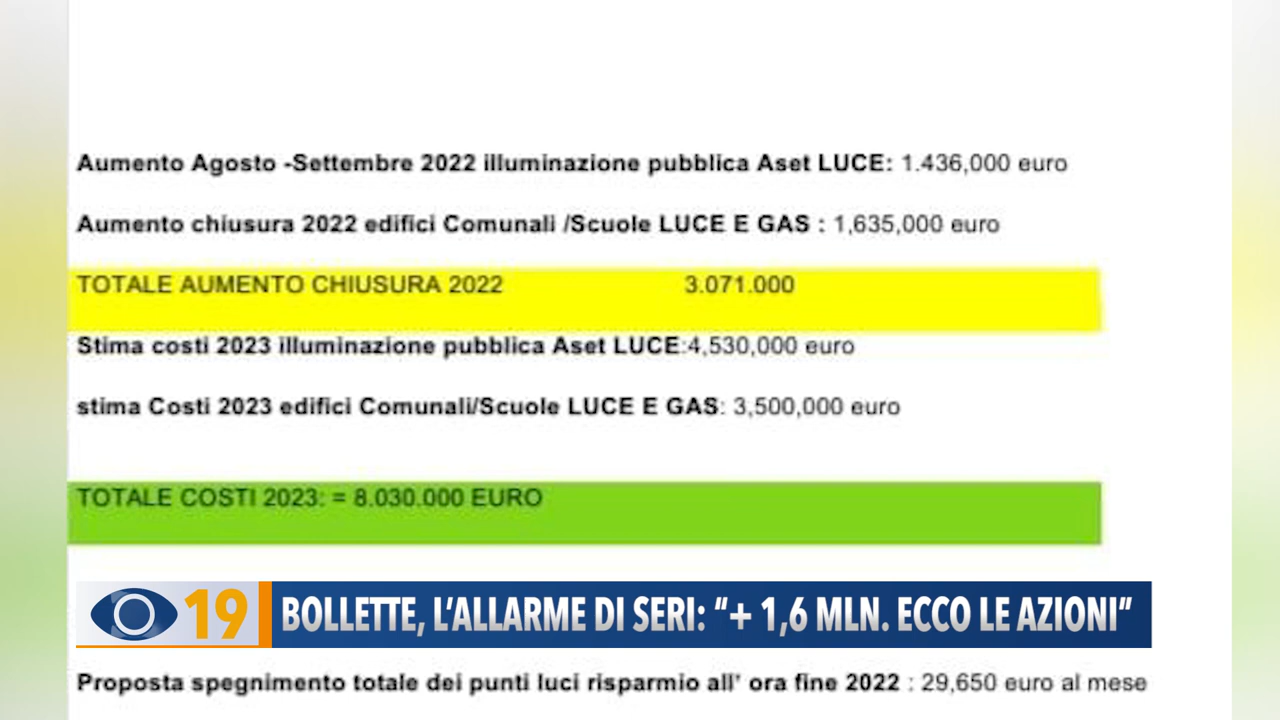 Aumento Agosto -Settembre 2022 illuminazione pubblica Aset LUCE: 1.436,000 euro
Aumento chiusura 2022 edifici Comunali /Scuole LUCE E GAS : 1,635,000 euro
TOTALE AUMENTO CHIUSURA 2022 3.071.000
Stima costi 2023 illuminazione pubblica Aset LUCE:4,530,000 euro
stima Costi 2023 edifici Comunali/Scuole LUCE E GAS: 3,500,000 euro
TOTALE COSTI 2023: = 8.030.000 EURO
19 BOLLETTE, L'ALLARME DI SERI: "+ 1,6 MLN. ECCO LE AZIONI"
Proposta spegnimento totale dei punti luci risparmio all' ora fine 2022 : 29,650 euro al mese